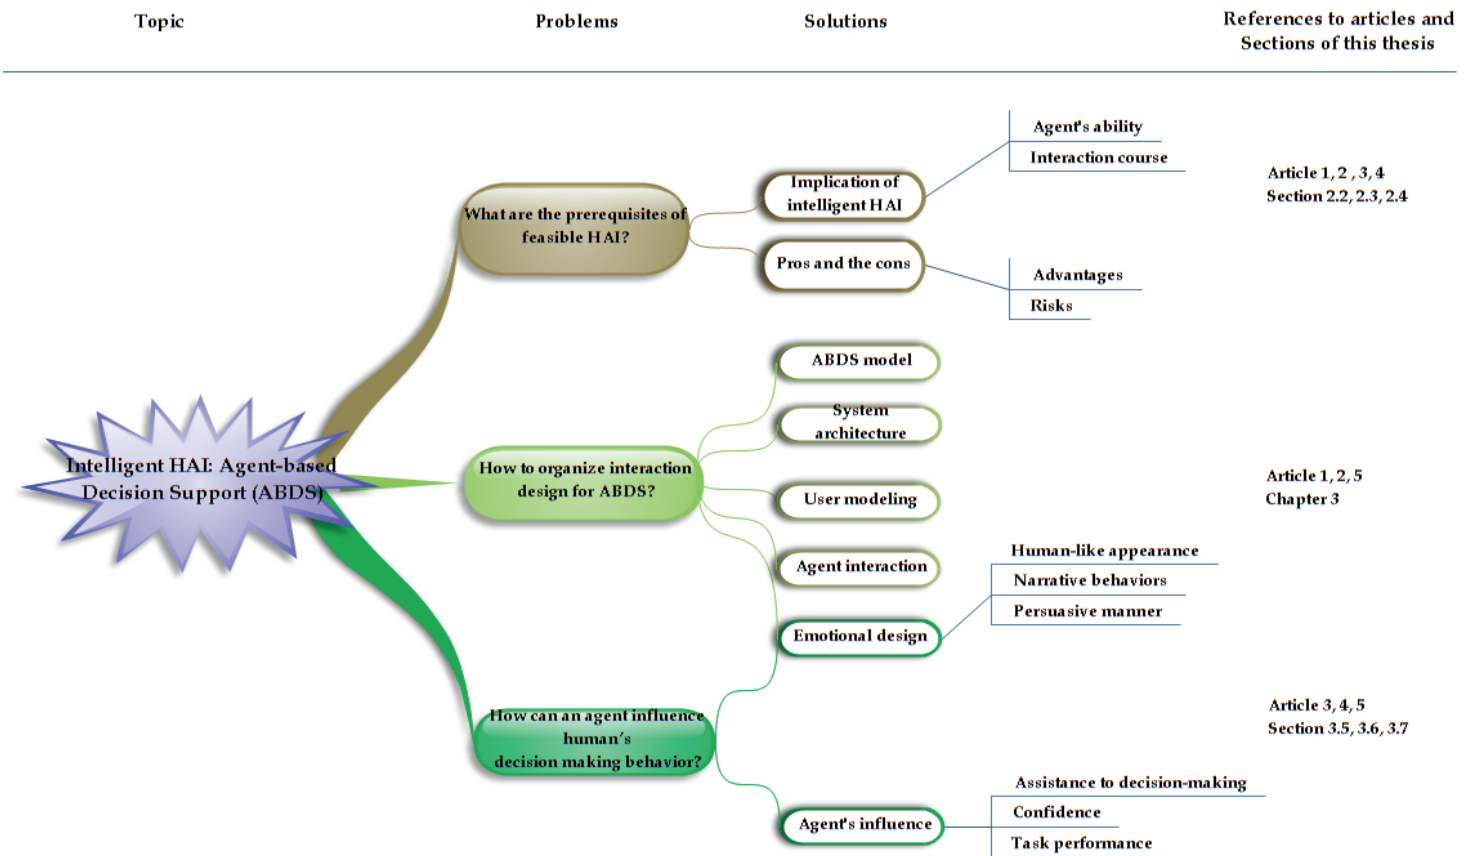 Topic
Problems
Solutions
References to articles and
Sections of this thesis
Agent's ability
Interaction course
Implication of
intelligent HAI
Article 1, 2 , 3, 4
Section 2.2, 2.3, 2.4
What are the prerequisites of
feasible HAI?
Pros and the cons
Advantages
Risks
ABDS model
System
architecture
Intelligent HAI: Agent-based
Decision Support (ABDS)
How to organize interaction
design for ABDS?
User modeling
Article 1, 2, 5
Chapter 3
Agent interaction
Human-like appearance
Narrative behaviors
Persuasive manner
Emotional design
How can an agent influence
human's
decision making behavior?
Article 3, 4, 5
Section 3.5, 3.6, 3.7
Agent's influence
Assistance to decision-making
Confidence
Task performance